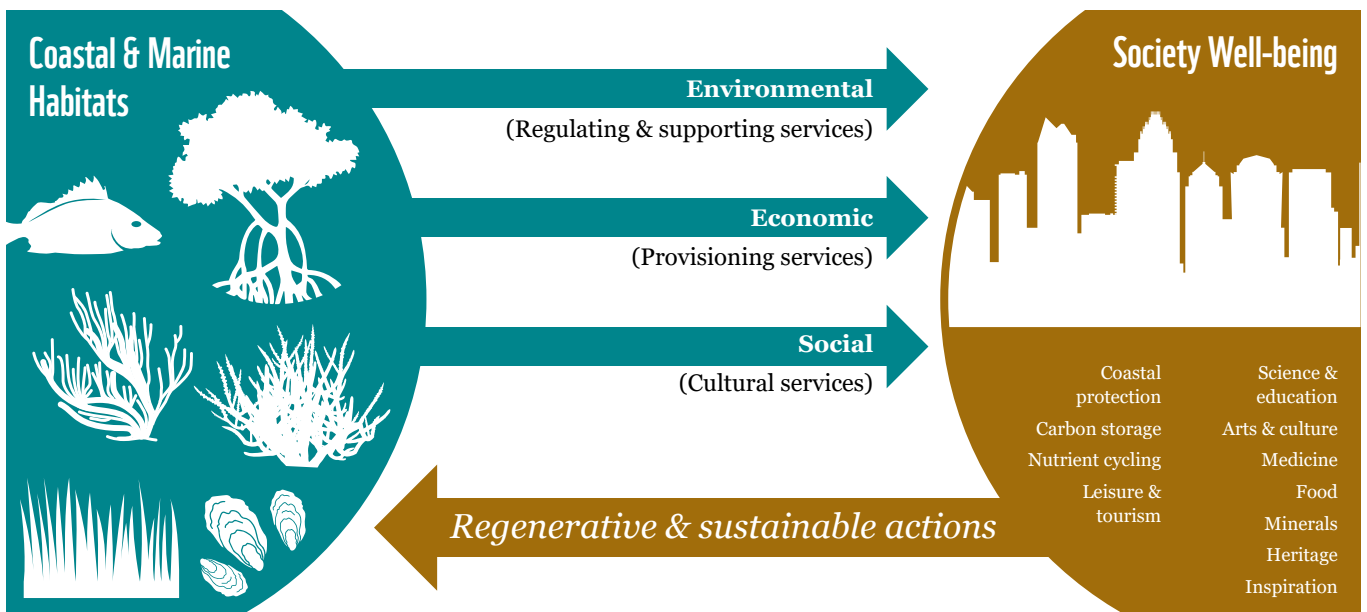 Coastal & Marine
Habitats
Environmental
(Regulating & supporting services)
Economic
(Provisioning services)
Social
(Cultural services)
Regenerative & sustainable actions
Society Well-being
Coastal
protection
Carbon storage
Nutrient cycling
Leisure &
tourism
Science &
education
Arts & culture
Medicine
Food
Minerals
Heritage
Inspiration